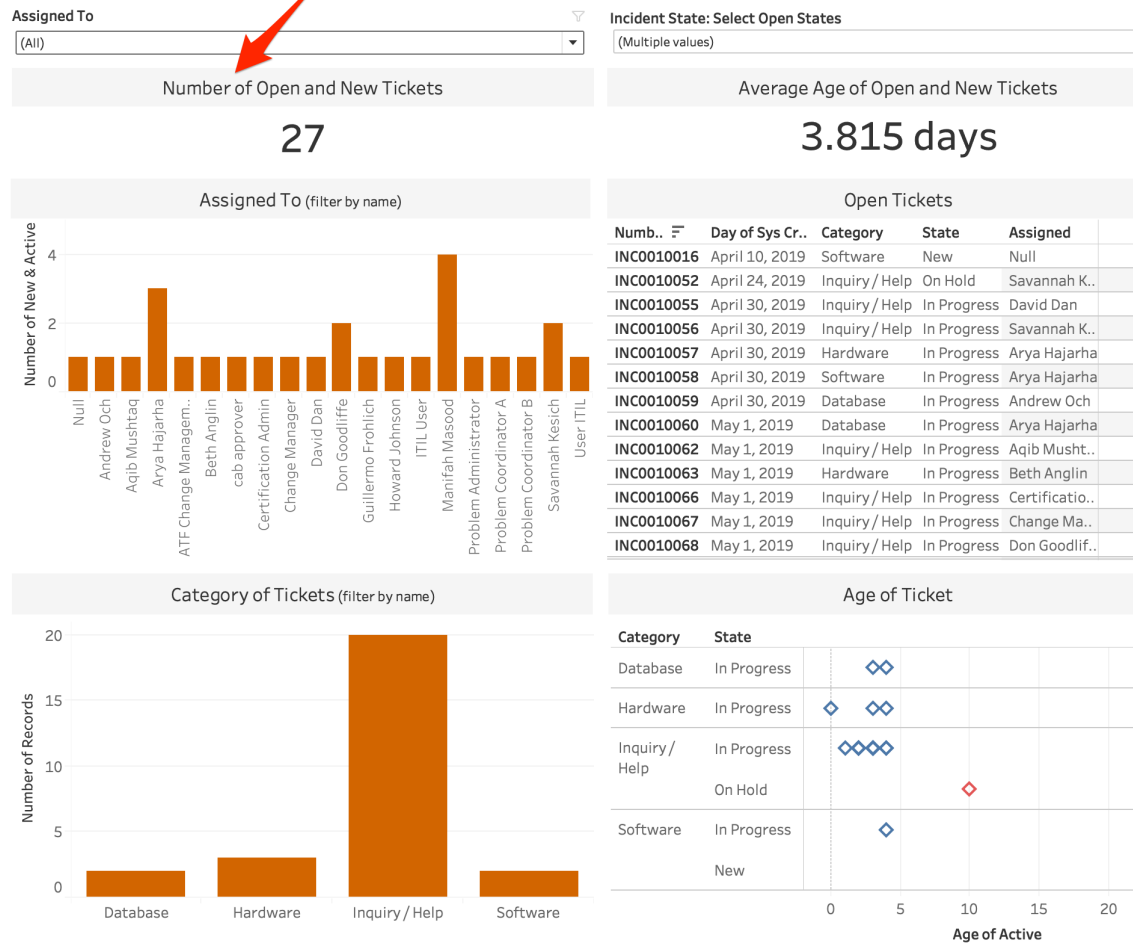 Assigned To
(All)
Incident State: Select Open States
(Multiple values)
Number of Open and New Tickets
27
Average Age of Open and New Tickets
3.815 days
Assigned To (filter by name)
Number of New & Active
4
2
0
Null
Andrew Och
Aqib Mushtaq
Arya Hajarha
ATF Change Managem..
Beth Anglin
cab approver
Certification Admin
Change Manager
David Dan
Don Goodliffe
Guillermo Frohlich
Howard Johnson
ITIL User
Manifah Masood
Problem Administrator
Problem Coordinator A
Problem Coordinator B
Savannah Kesich
User ITIL
Open Tickets
Numb.. Day of Sys Cr.. Category State Assigned
INC0010016 April 10, 2019 Software New Null
INC0010052 April 24, 2019 Inquiry / Help On Hold Savannah K..
INC0010055 April 30, 2019 Inquiry / Help In Progress David Dan
INC0010056 April 30, 2019 Inquiry / Help In Progress Savannah K..
INC0010057 April 30, 2019 Hardware In Progress Arya Hajarha
INC0010058 April 30, 2019 Software In Progress Arya Hajarha
INC0010059 April 30, 2019 Database In Progress Andrew Och
INC0010060 May 1, 2019 Database In Progress Arya Hajarha
INC0010062 May 1, 2019 Inquiry / Help In Progress Aqib Musht..
INC0010063 May 1, 2019 Hardware In Progress Beth Anglin
INC0010066 May 1, 2019 Inquiry / Help In Progress Certificatio..
INC0010067 May 1, 2019 Inquiry / Help In Progress Change Ma..
INC0010068 May 1, 2019 Inquiry / Help In Progress Don Goodlif..
Category of Tickets (filter by name)
Number of Records
20
15
10
5
0
Database Hardware Inquiry / Help Software
Age of Ticket
Category State
Database In Progress
Hardware In Progress
Inquiry /
Help
In Progress
On Hold
Software In Progress
New
0 5 10 15 20
Age of Active